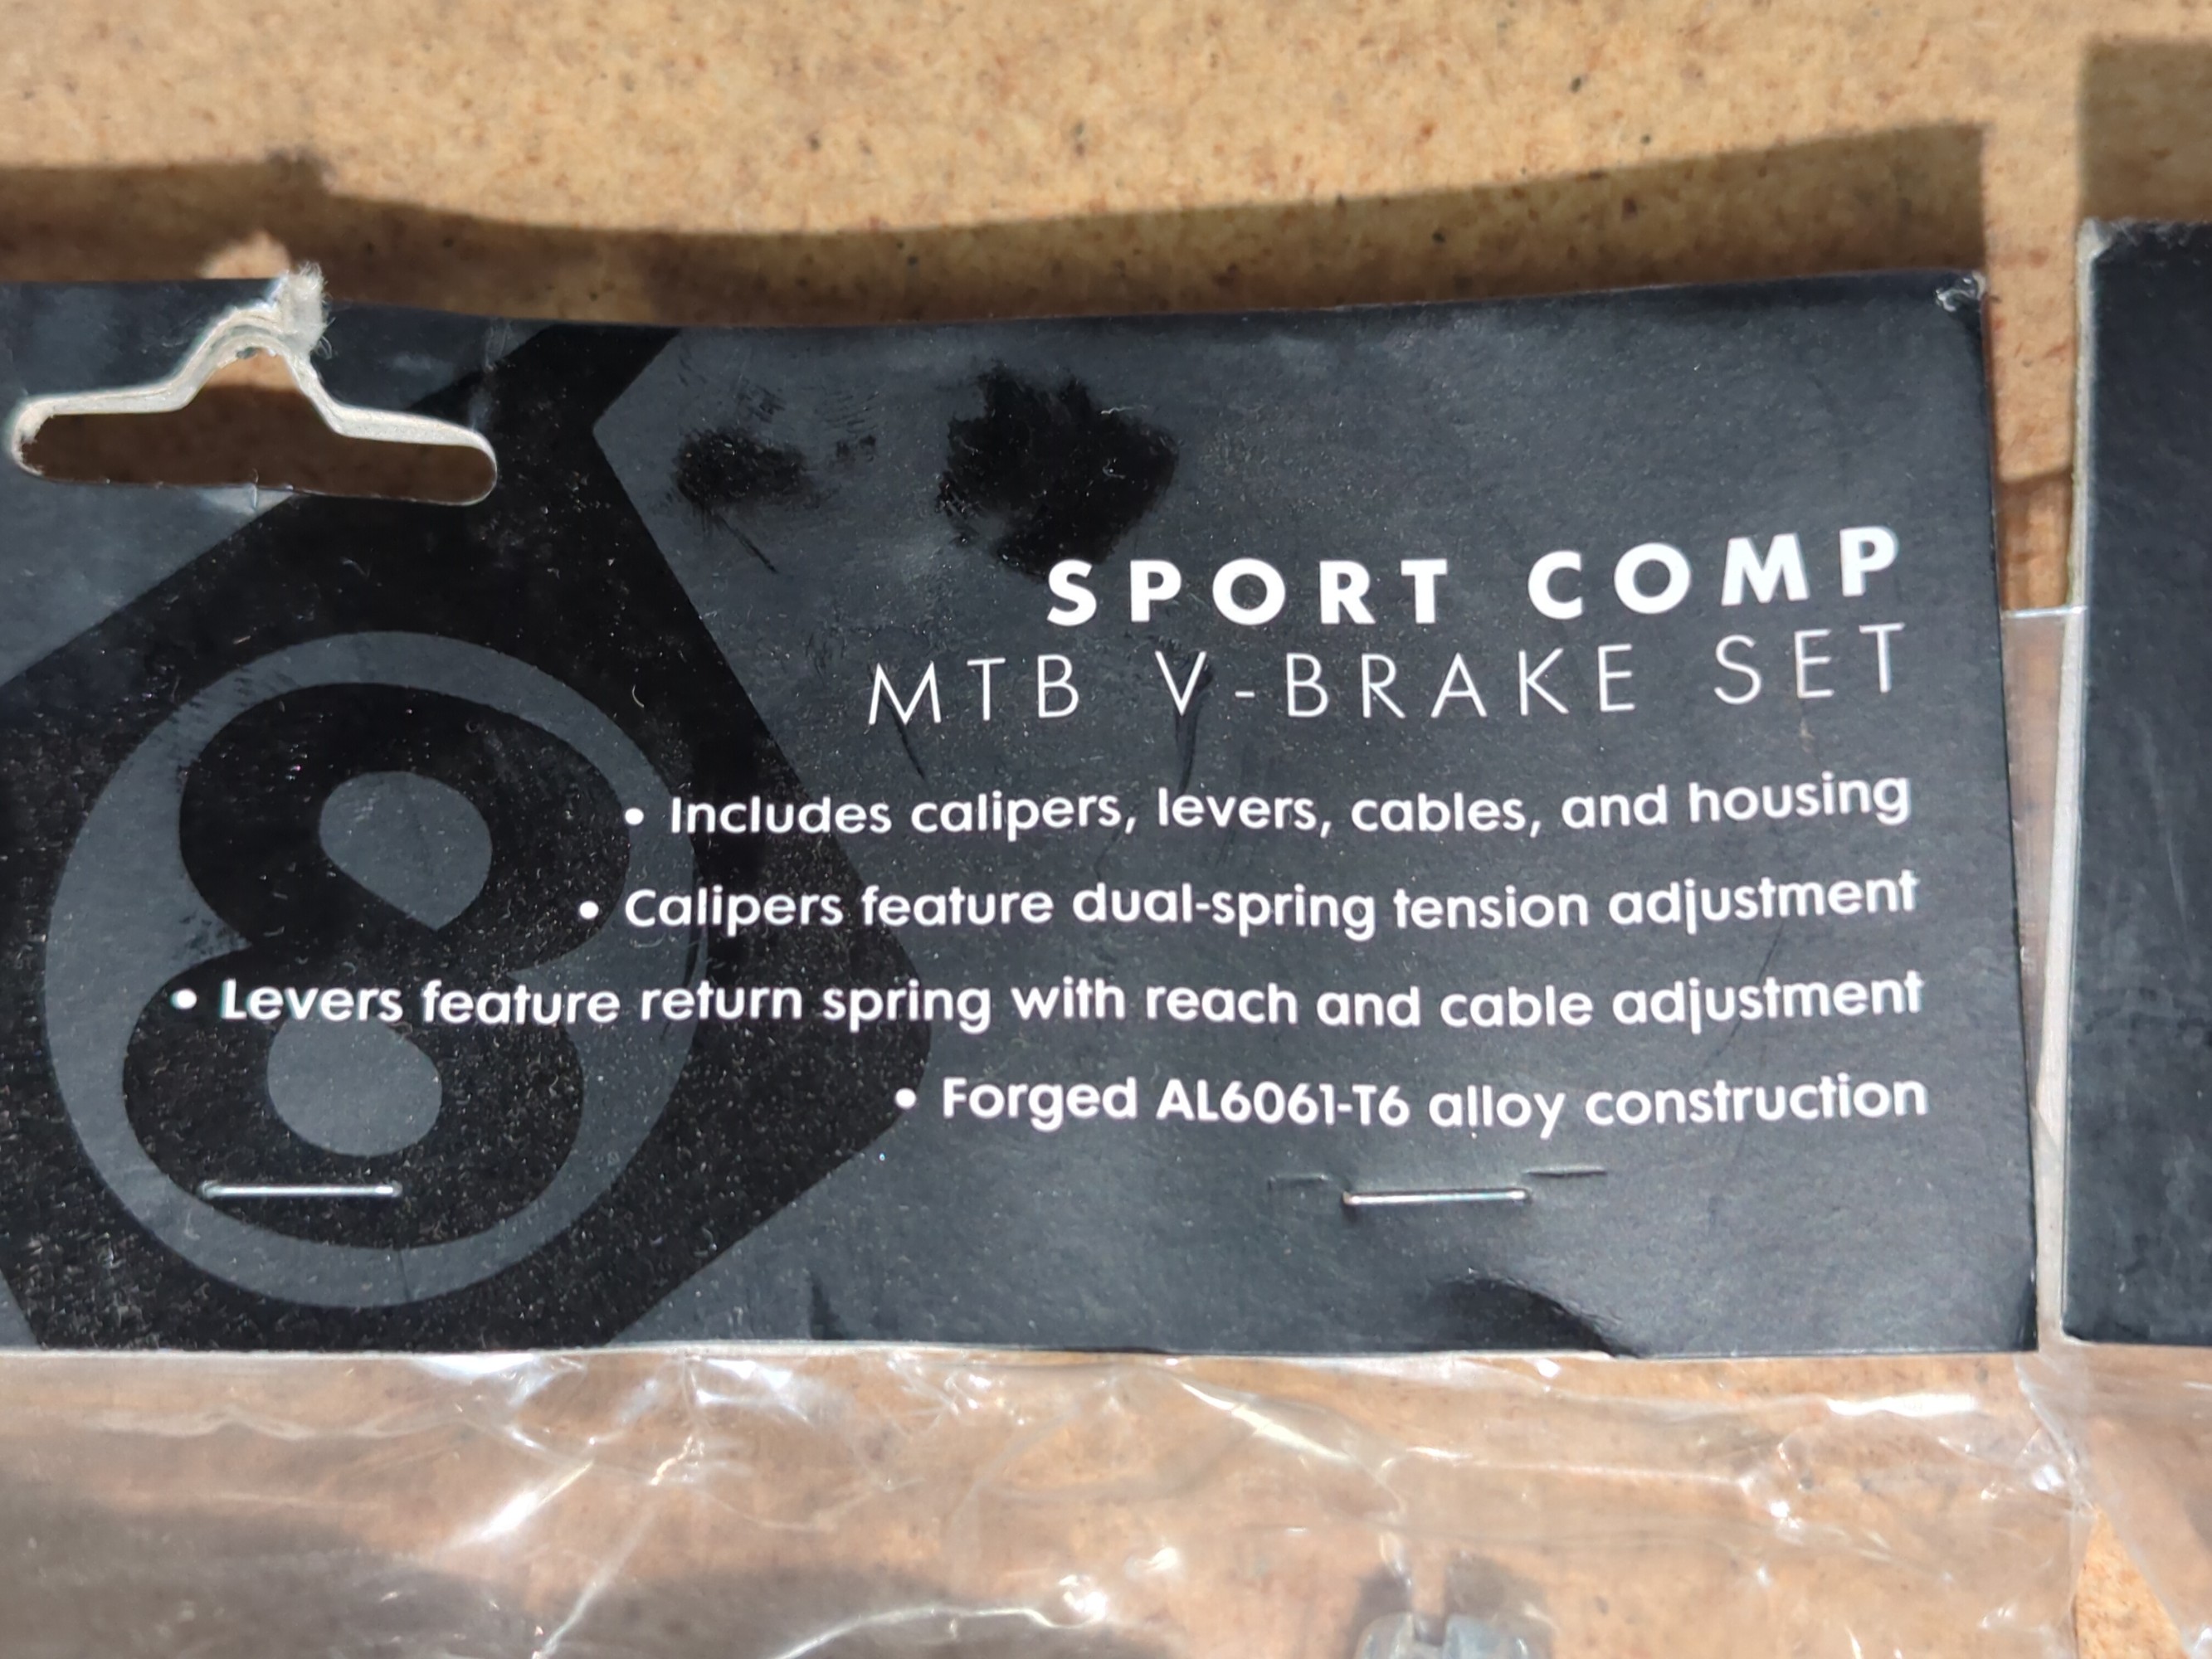 8
SPORT COMP
MTB V-BRAKE SET
• Includes calipers, levers, cables, and housing
• Calipers feature dual-spring tension adjustment
• Levers feature return spring with reach and cable adjustment
• Forged AL6061-T6 alloy construction